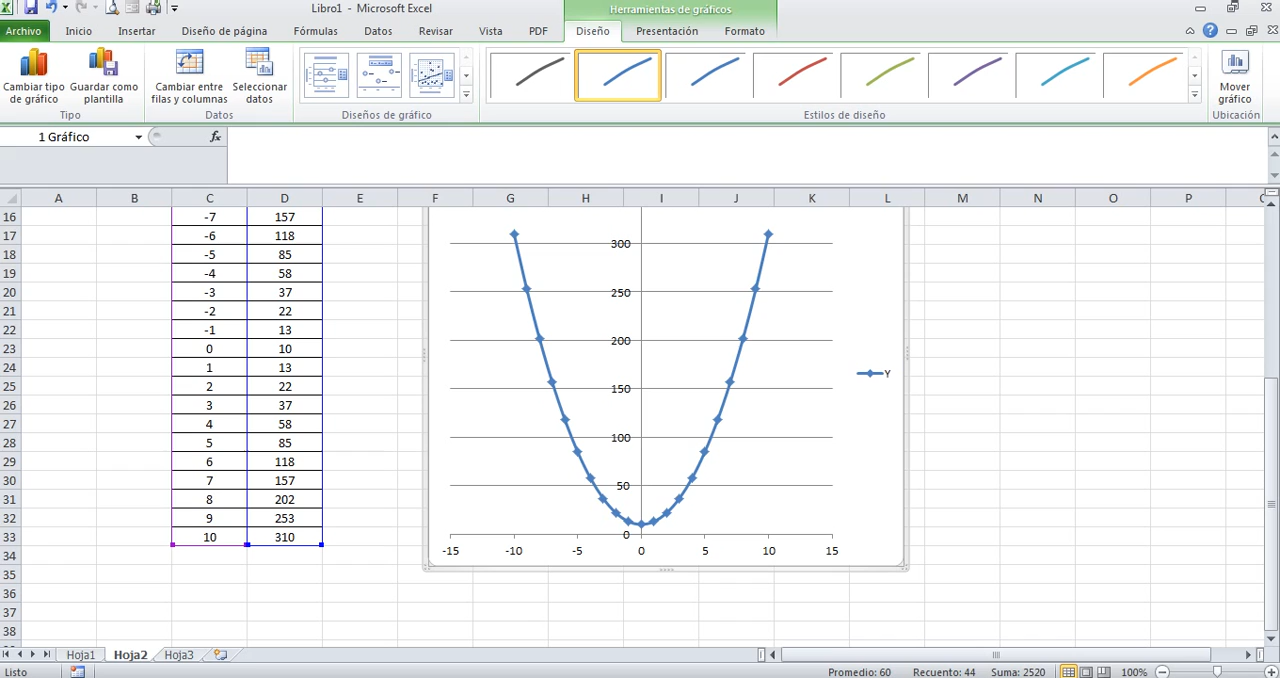 Libro1 - Microsoft Excel
Herramientas de gráficos
Archivo Inicio Insertar Diseño de página Fórmulas Datos Revisar Vista PDF Diseño Presentación Formato
Cambiar tipo de gráfico
Guardar como plantilla
Cambiar entre filas y columnas
Seleccionar datos
Mover gráfico
Tipo Datos Diseños de gráfico Estilos de diseño Ubicación
1 Gráfico fx
A B C D E F G H I J K L M N O P
16 -7 157
17 -6 118
18 -5 85
19 -4 58
20 -3 37
21 -2 22
22 -1 13
23 0 10
24 1 13
25 2 22
26 3 37
27 4 58
28 5 85
29 6 118
30 7 157
31 8 202
32 9 253
33 10 310
34
35
36
37
38
300
250
200
150
100
50
0
-15 -10 -5 0 5 10 15
Y
Hoja1 Hoja2 Hoja3
Listo Promedio: 60 Recuento: 44 Suma: 2520 100%